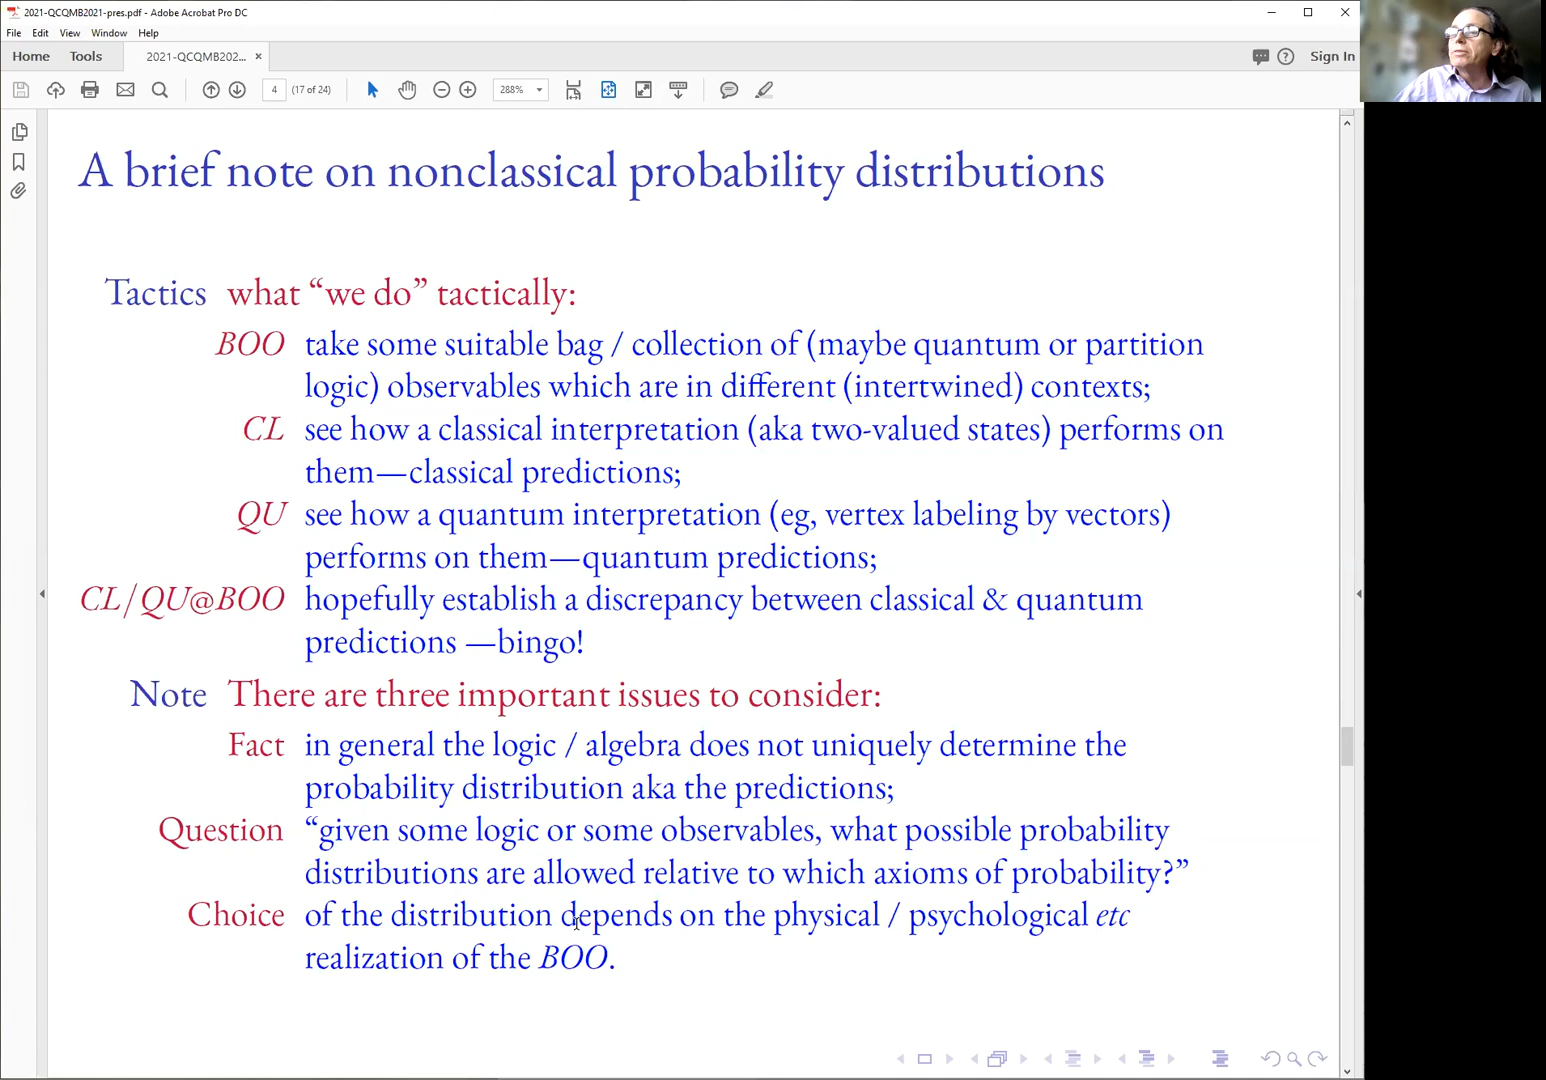 2021-QCQMB2021-pres.pdf - Adobe Acrobat Pro DC
File Edit View Window Help
Home Tools 2021-QCQMB202... × Sign In
4 (17 of 24) 288%
A brief note on nonclassical probability distributions
Tactics what “we do” tactically:
BOO take some suitable bag / collection of (maybe quantum or partition
logic) observables which are in different (intertwined) contexts;
CL see how a classical interpretation (aka two-valued states) performs on
them—classical predictions;
QU see how a quantum interpretation (eg, vertex labeling by vectors)
performs on them—quantum predictions;
CL/QU@BOO hopefully establish a discrepancy between classical & quantum
predictions —bingo!
Note There are three important issues to consider:
Fact in general the logic / algebra does not uniquely determine the
probability distribution aka the predictions;
Question “given some logic or some observables, what possible probability
distributions are allowed relative to which axioms of probability?”
Choice of the distribution depends on the physical / psychological etc
realization of the BOO.